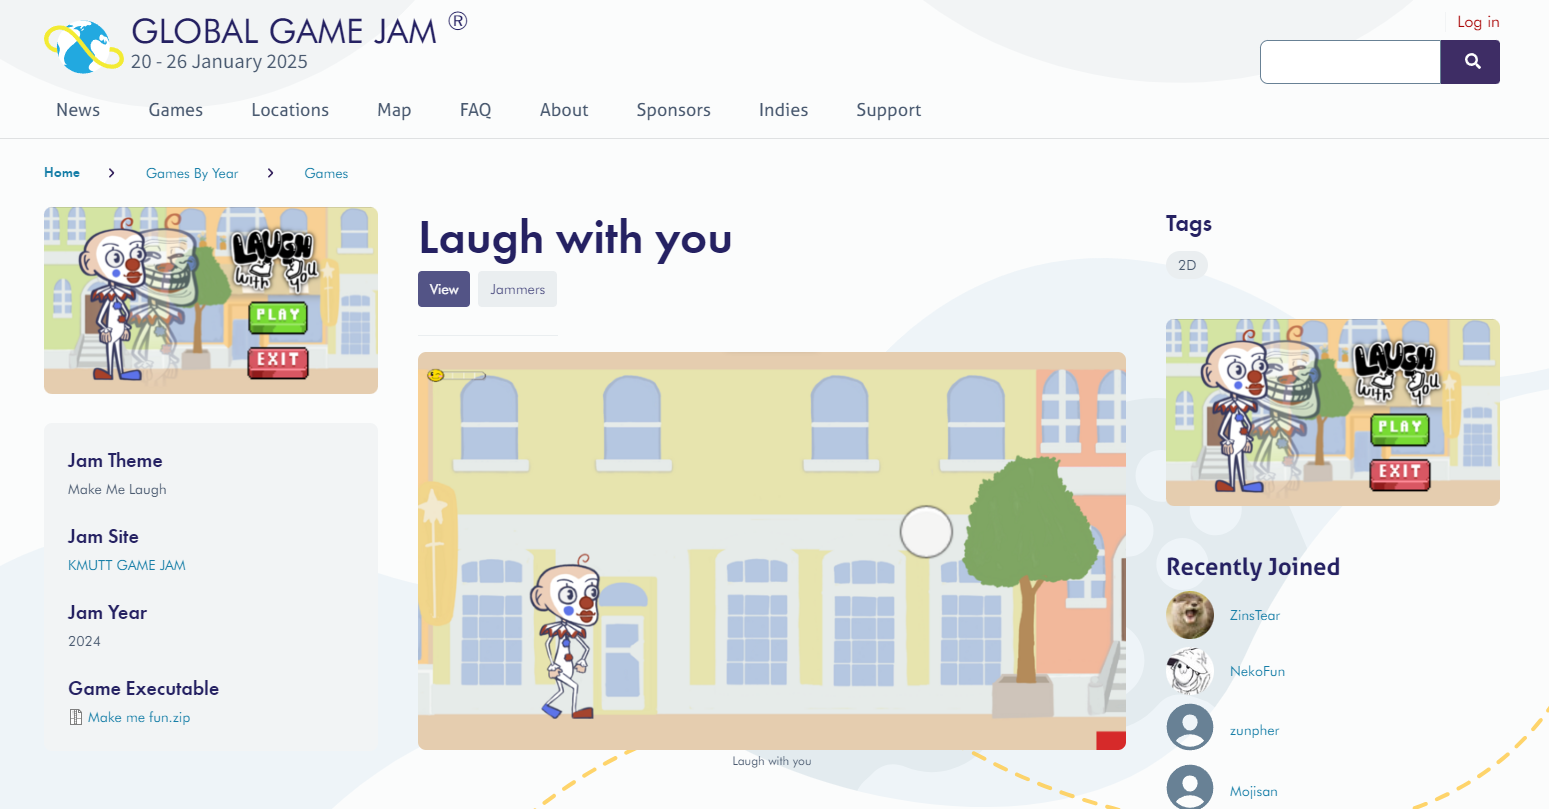 GLOBAL GAME JAM ®
20 - 26 January 2025
Log in
News Games Locations Map FAQ About Sponsors Indies Support
Home > Games By Year > Games
LAUGH
with you
PLAY
EXIT
Jam Theme
Make Me Laugh
Jam Site
KMUTT GAME JAM
Jam Year
2024
Game Executable
Make me fun.zip
Laugh with you
View Jammers
Laugh with you
Tags
2D
LAUGH
with you
PLAY
EXIT
Recently Joined
ZinsTear
NekoFun
zunpher
Mojisan